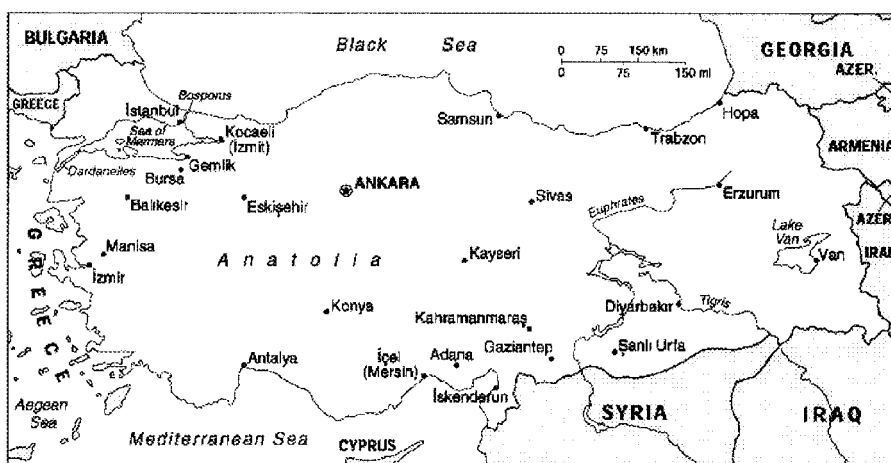 BULGARIA
Black Sea
0 75 150 km
0 75 150 mi
GEORGIA
AZER.
GREECE
Bosporus
İstanbul
Sea of
Marmara
Kocaeli
(İzmit)
Samsun
Trabzon
Hopa
ARMENIA
Dardanelles
Gemlik
Bursa
ANKARA
Balıkesir
Eskişehir
Sivas
Euphrates
Erzurum
AZER.
IRAN
Lake
Van
Van
GREECE
Manisa
İzmir
Anatolia
Kayseri
Konya
Diyarbakır
Tigris
Kahramanmaraş
Gaziantep
Şanlı Urfa
Antalya
İçel
(Mersin)
Adana
İskenderun
Aegean
Sea
Mediterranean Sea
CYPRUS
SYRIA
IRAQ